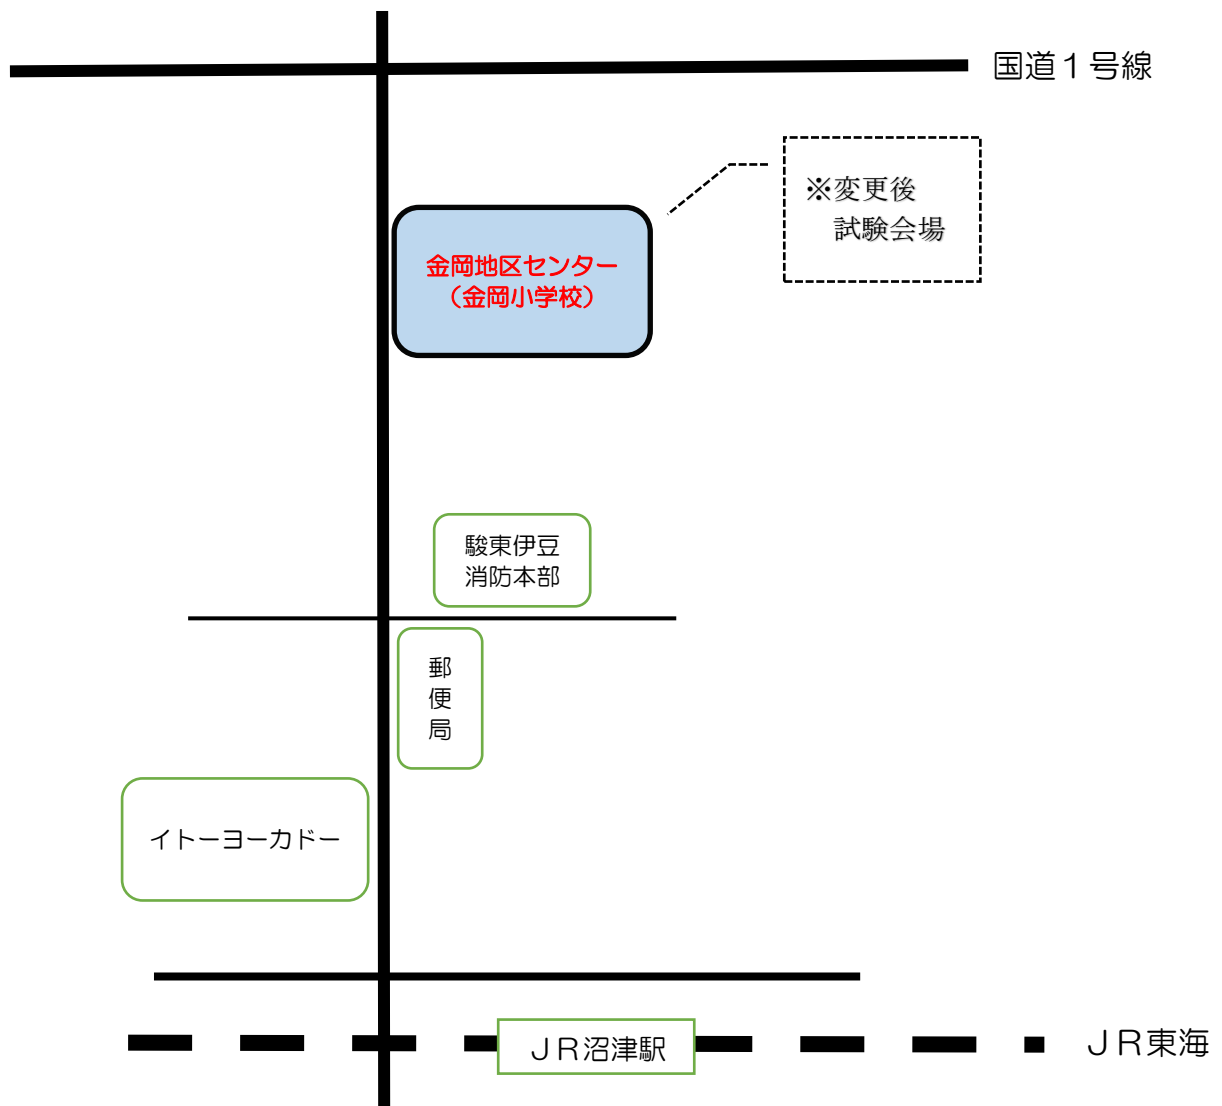 国道１号線
※変更後
試験会場
金岡地区センター
（金岡小学校）
駿東伊豆
消防本部
郵
便
局
イトーヨーカドー
ＪＲ沼津駅
ＪＲ東海